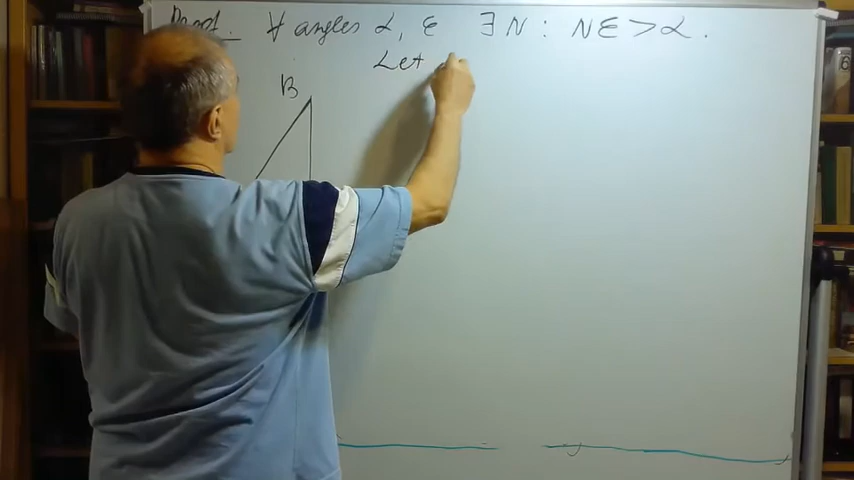 Proof. ∀ angles α, ε ∃ N : Nε > α.
Let
B